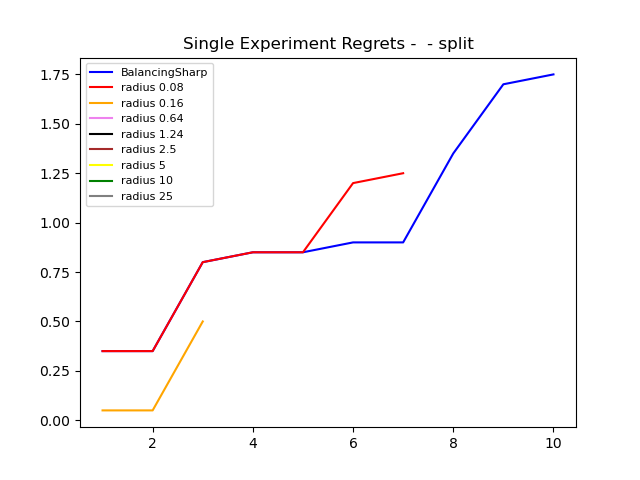 Single Experiment Regrets -  - split
BalancingSharp
radius 0.08
radius 0.16
radius 0.64
radius 1.24
radius 2.5
radius 5
radius 10
radius 25
1.75
1.50
1.25
1.00
0.75
0.50
0.25
0.00
2 4 6 8 10